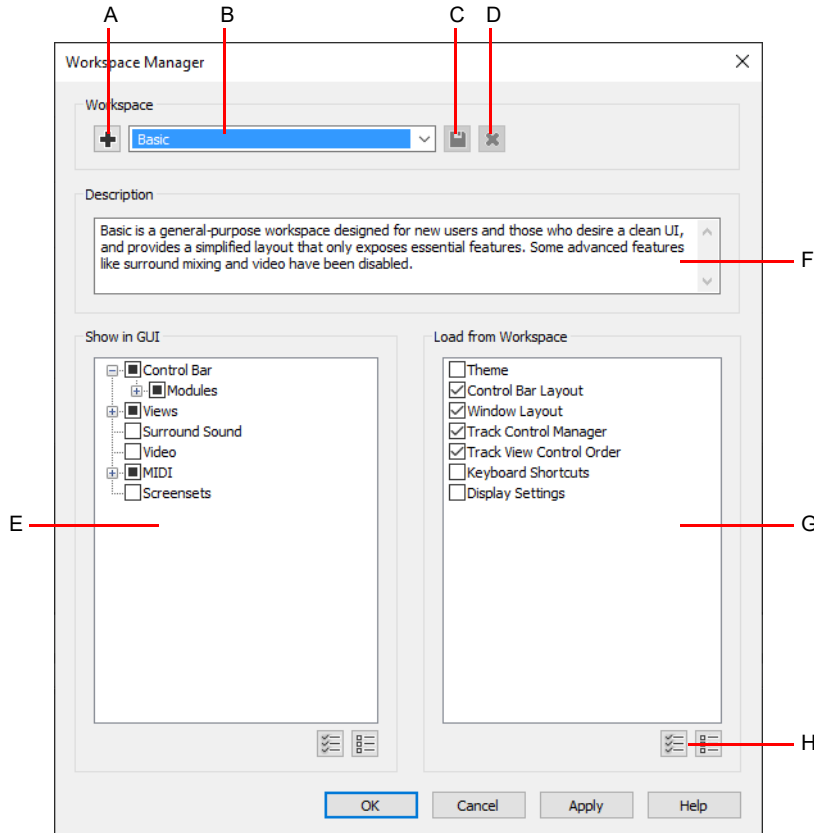 A B C D
Workspace Manager
Workspace
Basic
Description
Basic is a general-purpose workspace designed for new users and those who desire a clean UI,
and provides a simplified layout that only exposes essential features. Some advanced features
like surround mixing and video have been disabled.
F
Show in GUI
Control Bar
Modules
Views
Surround Sound
Video
MIDI
Screensets
E
Load from Workspace
Theme
Control Bar Layout
Window Layout
Track Control Manager
Track View Control Order
Keyboard Shortcuts
Display Settings
G
H
OK Cancel Apply Help